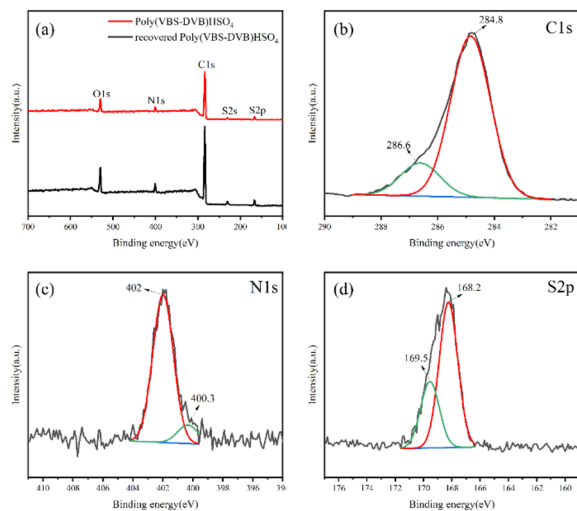 (a)
Poly(VBS-DVB)HSO₄
recovered Poly(VBS-DVB)HSO₄
O1s
N1s
C1s
S2s
S2p
Intensity(a.u.)
700 600 500 400 300 200 100
Binding energy(eV)
(b)
C1s
284.8
286.6
Intensity(a.u.)
290 288 286 284 282
Binding energy(eV)
(c)
N1s
402
400.3
Intensity(a.u.)
410 408 406 404 402 400 398 396 394
Binding energy(eV)
(d)
S2p
168.2
169.5
Intensity(a.u.)
176 174 172 170 168 166 164 162 160
Binding energy(eV)